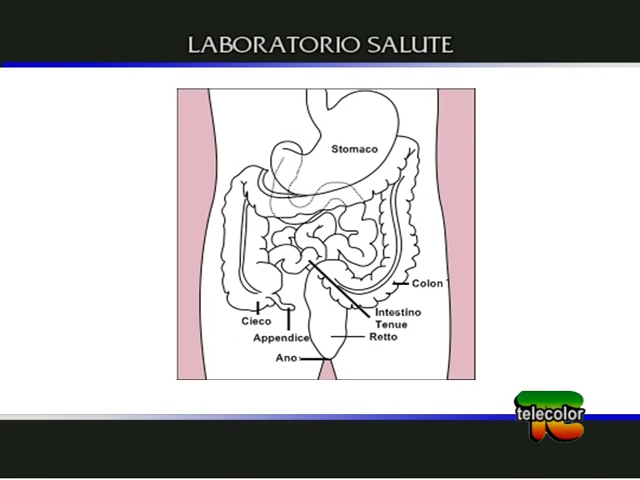 LABORATORIO SALUTE
Stomaco
Colon
Intestino
Tenue
Cieco
Appendice
Retto
Ano
telecolor